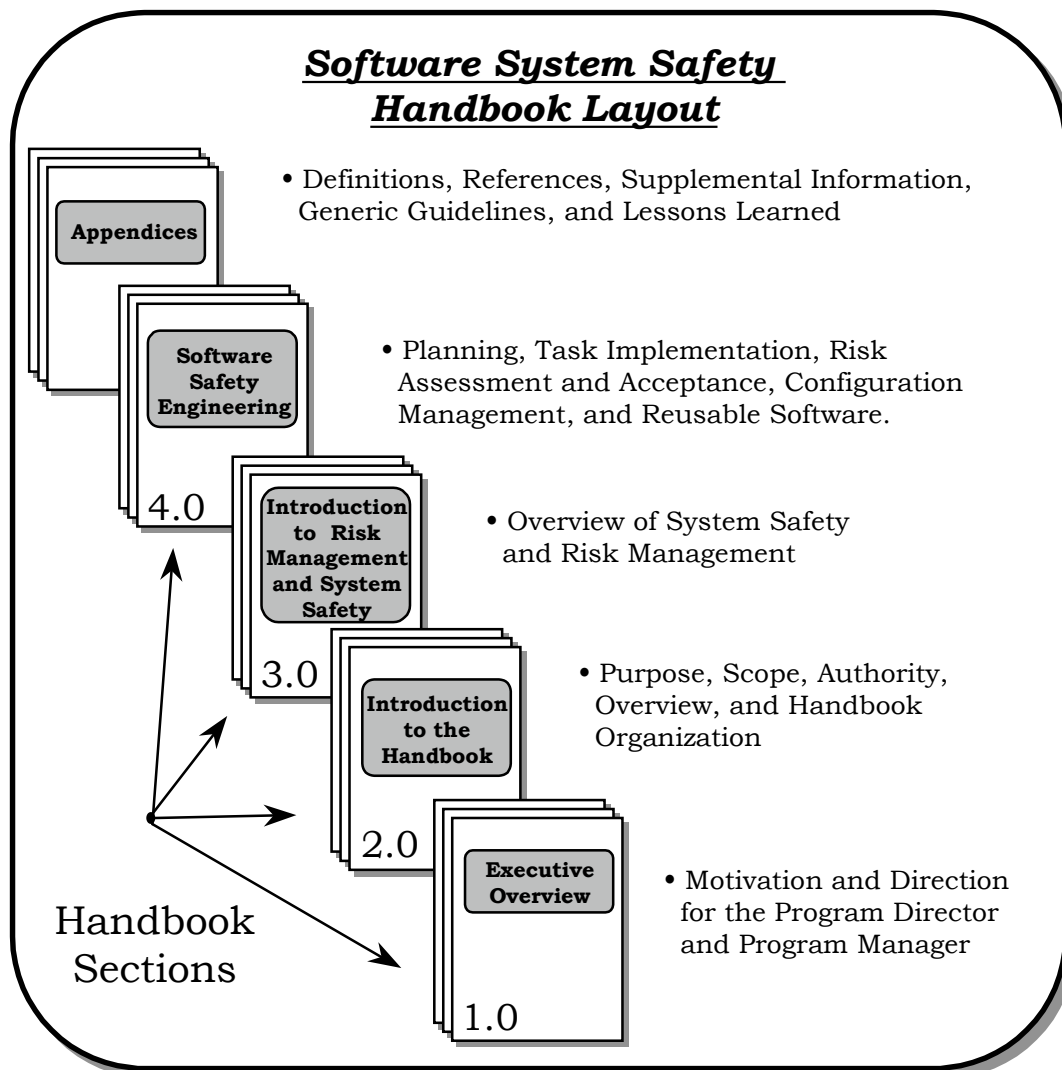 Software System Safety
Handbook Layout
Appendices
• Definitions, References, Supplemental Information,
Generic Guidelines, and Lessons Learned
Software
Safety
Engineering
4.0
• Planning, Task Implementation, Risk
Assessment and Acceptance, Configuration
Management, and Reusable Software.
Introduction
to Risk
Management
and System
Safety
3.0
• Overview of System Safety
and Risk Management
Introduction
to the
Handbook
2.0
• Purpose, Scope, Authority,
Overview, and Handbook
Organization
Executive
Overview
1.0
• Motivation and Direction
for the Program Director
and Program Manager
Handbook
Sections